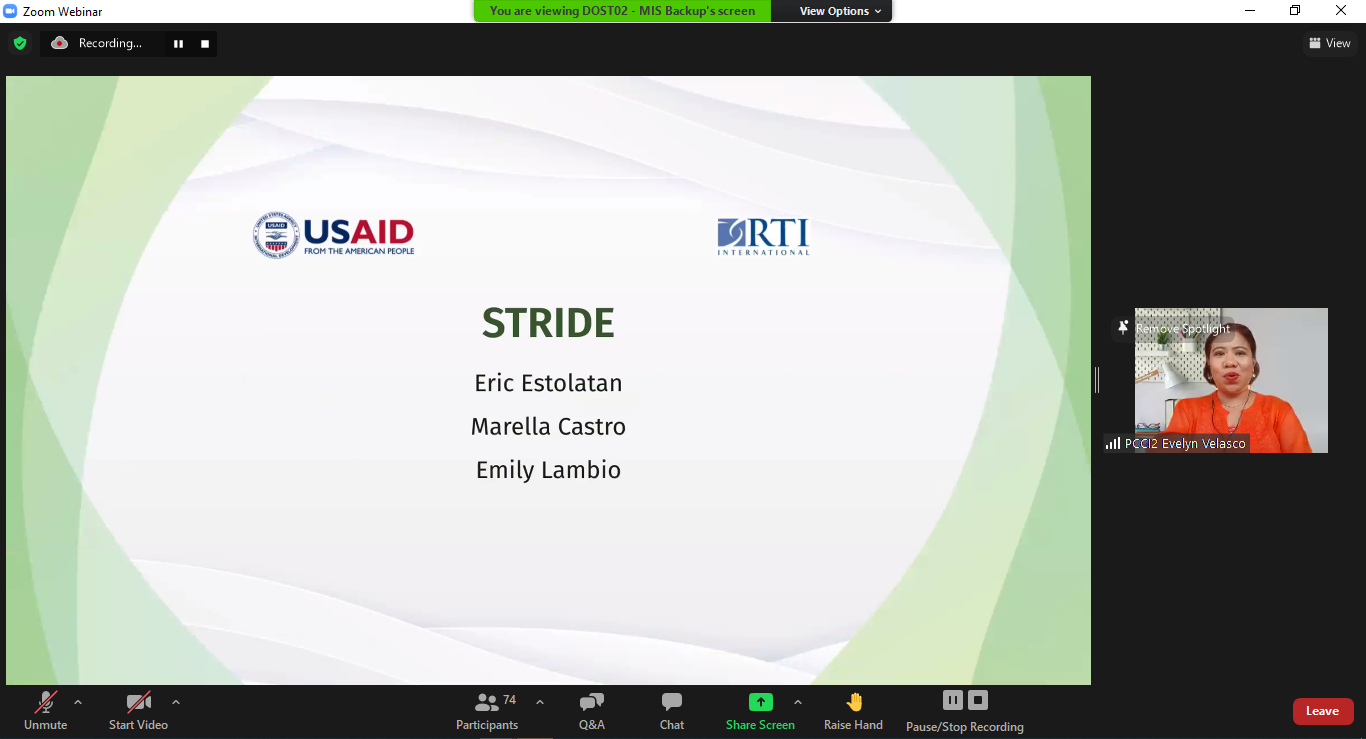 Zoom Webinar
You are viewing DOST02 - MIS Backup's screen
View Options
Recording...
View
USAID
USAID
FROM THE AMERICAN PEOPLE
RTI
INTERNATIONAL
STRIDE
Eric Estolatan
Marella Castro
Emily Lambio
Remove Spotlight
PCCI2 Evelyn Velasco
Unmute
Start Video
74
Participants
Q&A
Chat
Share Screen
Raise Hand
Pause/Stop Recording
Leave